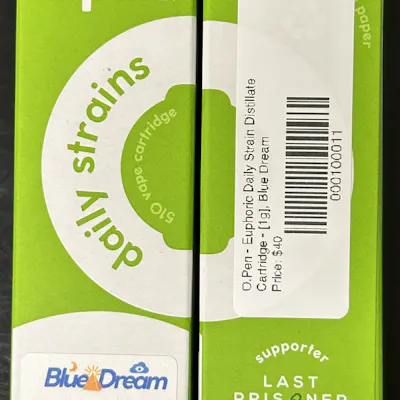 daily strains
510 vape cartridge
Blue Dream
O.Pen - Euphoric Daily Strain Distillate
Cartridge - [1g], Blue Dream
Price: $40
000100011
supporter
LAST
PRISONER